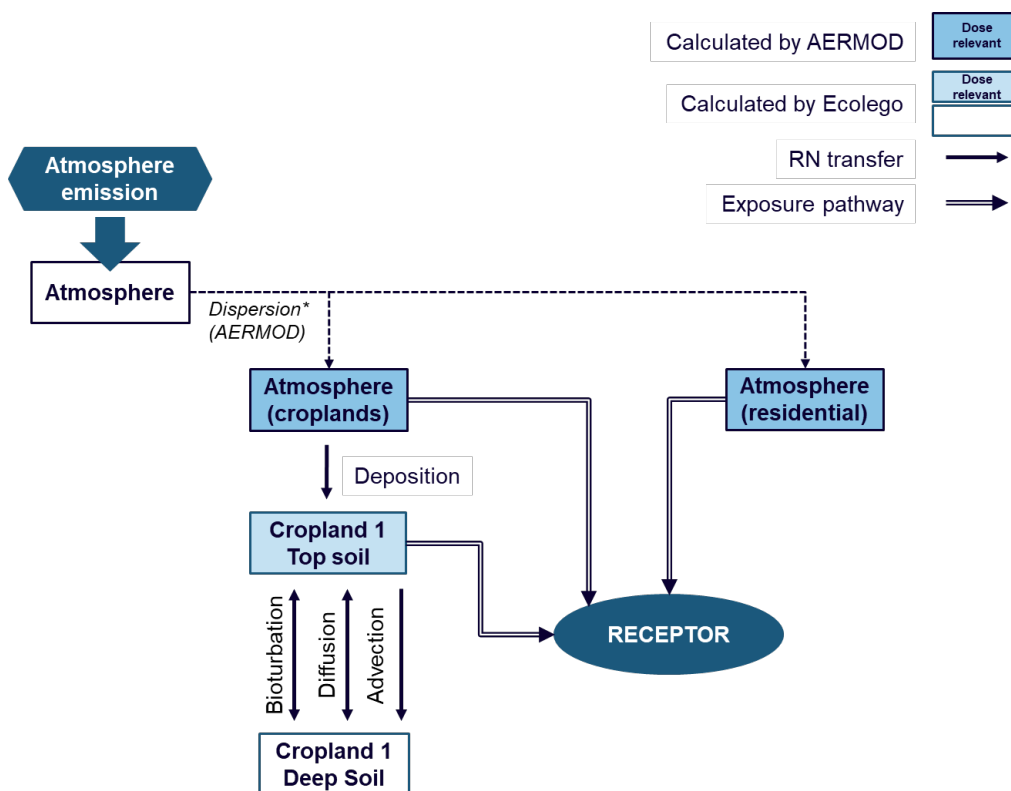 Calculated by AERMOD
Dose
relevant
Calculated by Ecolego
Dose
relevant
RN transfer
Exposure pathway
Atmosphere
emission
Atmosphere
Dispersion*
(AERMOD)
Atmosphere
(croplands)
Atmosphere
(residential)
Deposition
Cropland 1
Top soil
Bioturbation
Diffusion
Advection
RECEPTOR
Cropland 1
Deep Soil